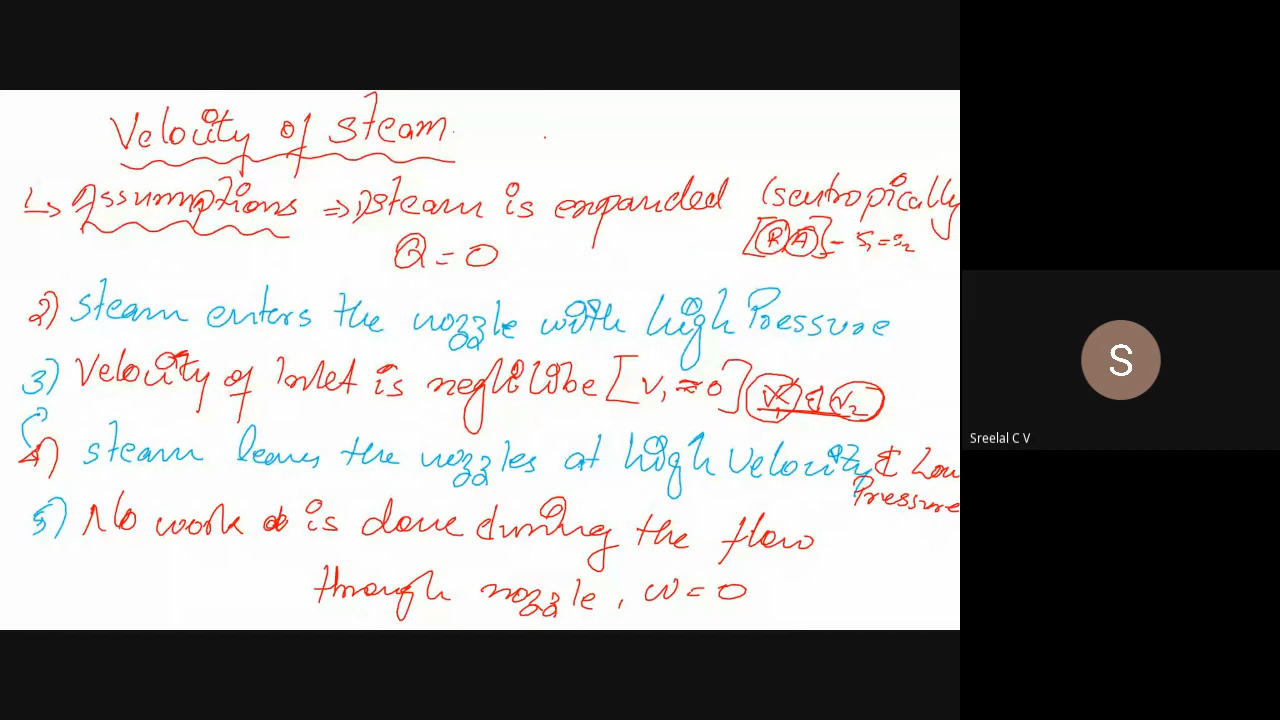 Velocity of steam
↳ Assumptions ⇒ 1) steam is expanded isentropically
Q = 0 [RA] - s₁ = s₂
2) steam enters the nozzle with high Pressure
3) Velocity of Inlet is neglilibe [V₁ ≈ 0] V₁ << V₂
4) steam leaves the nozzles at high velocity & Low
Pressure
5) No work is done during the flow
through nozzle, W = 0
S
Sreelal C V